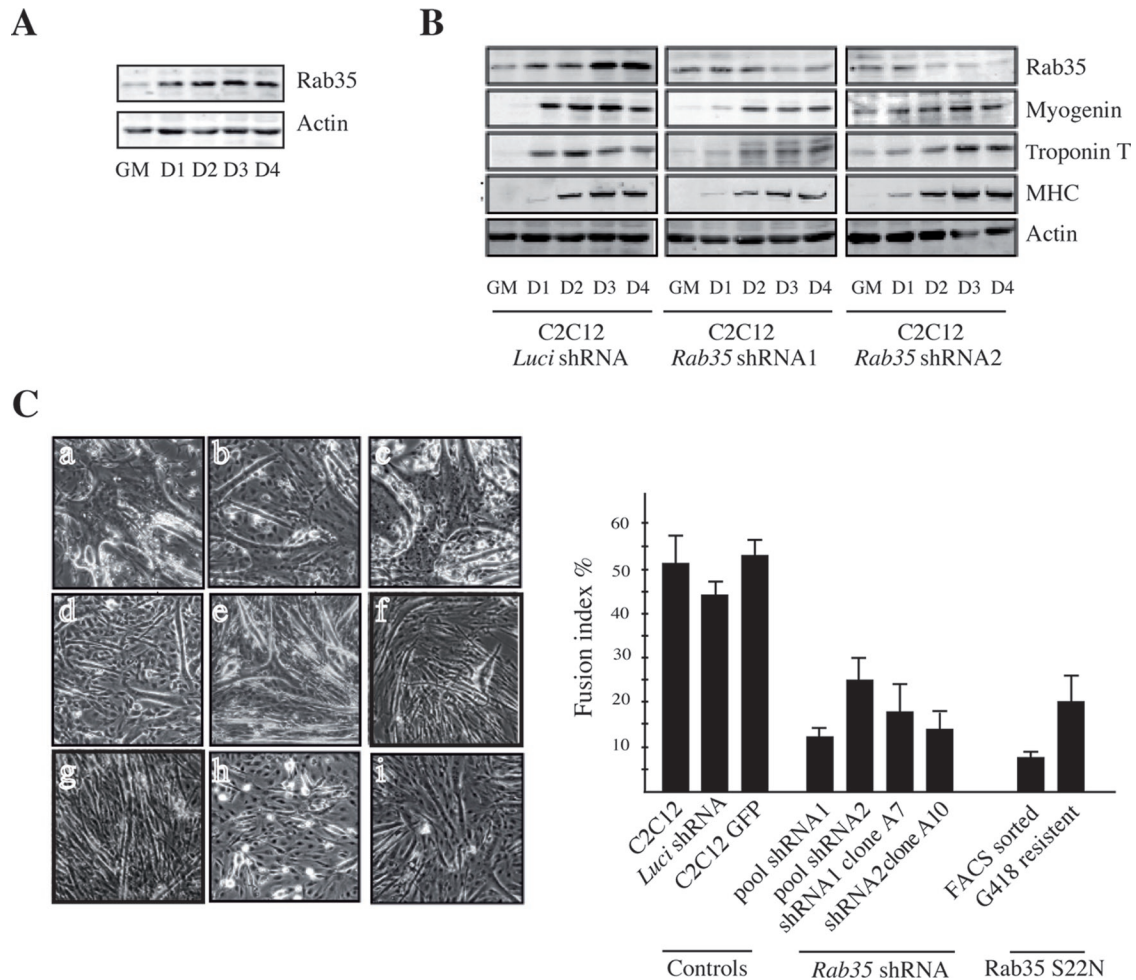 A
Rab35
Actin
GM D1 D2 D3 D4
B
Rab35
Myogenin
Troponin T
MHC
Actin
GM D1 D2 D3 D4 GM D1 D2 D3 D4 GM D1 D2 D3 D4
C2C12 C2C12 C2C12
Luci shRNA Rab35 shRNA1 Rab35 shRNA2
C
a b c
d e f
g h i
Fusion index %
60
50
40
30
20
10
C2C12
Luci shRNA
C2C12 GFP
pool shRNA1
pool shRNA2
shRNA1 clone A7
shRNA2clone A10
FACS sorted
G418 resistent
Controls Rab35 shRNA Rab35 S22N